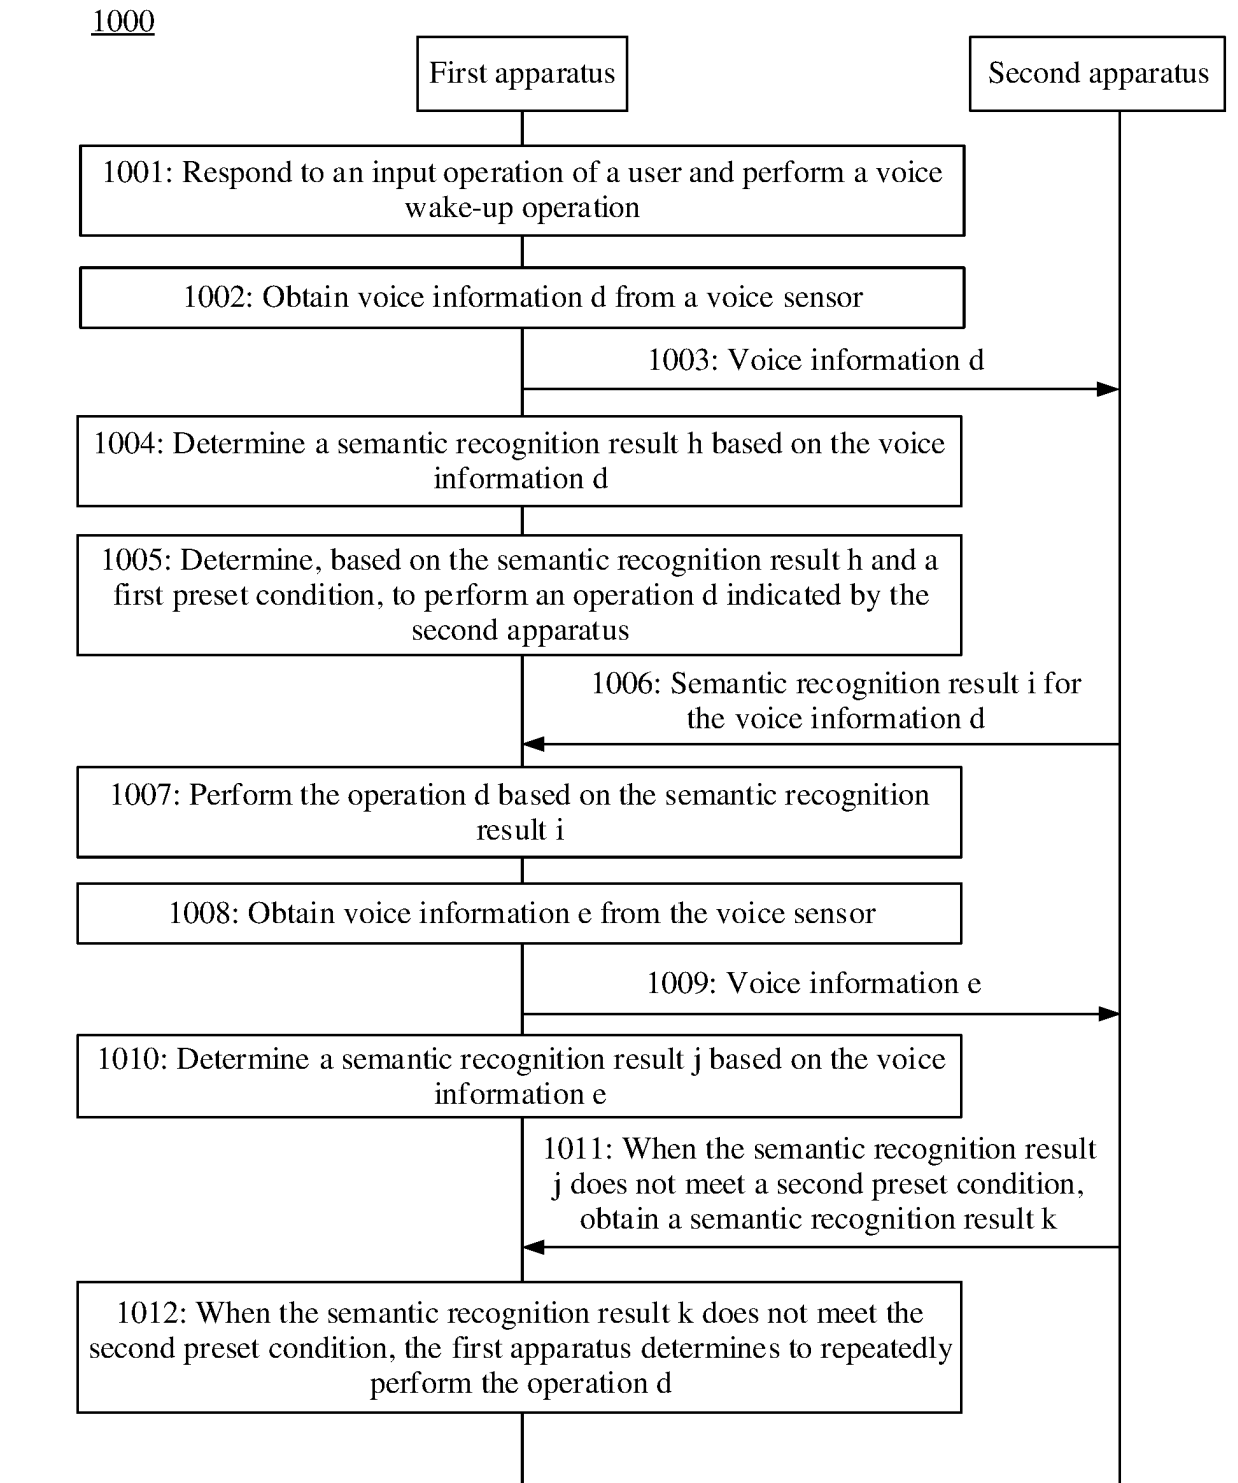 1000
First apparatus
Second apparatus
1001: Respond to an input operation of a user and perform a voice
wake-up operation
1002: Obtain voice information d from a voice sensor
1003: Voice information d
1004: Determine a semantic recognition result h based on the voice
information d
1005: Determine, based on the semantic recognition result h and a
first preset condition, to perform an operation d indicated by the
second apparatus
1006: Semantic recognition result i for
the voice information d
1007: Perform the operation d based on the semantic recognition
result i
1008: Obtain voice information e from the voice sensor
1009: Voice information e
1010: Determine a semantic recognition result j based on the voice
information e
1011: When the semantic recognition result
j does not meet a second preset condition,
obtain a semantic recognition result k
1012: When the semantic recognition result k does not meet the
second preset condition, the first apparatus determines to repeatedly
perform the operation d